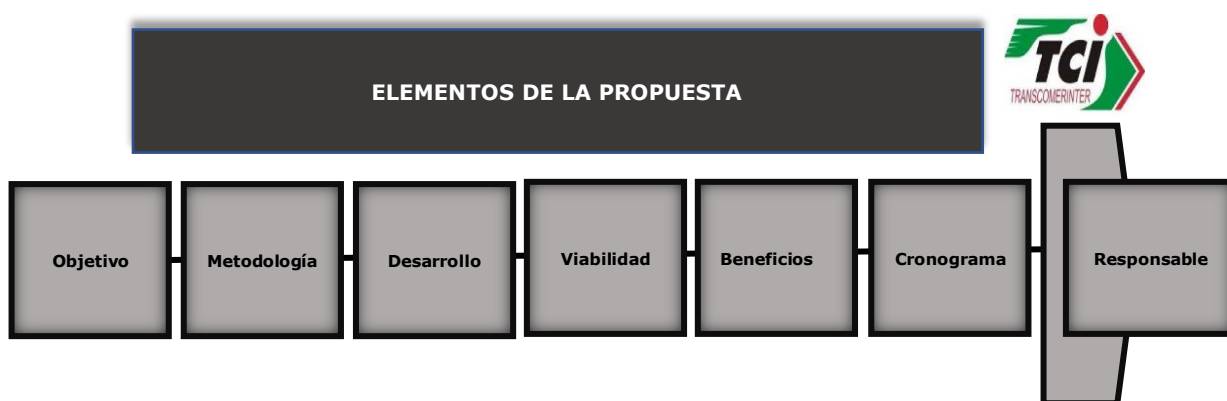 ELEMENTOS DE LA PROPUESTA
TCI
TRANSCOMERINTER
Objetivo
Metodología
Desarrollo
Viabilidad
Beneficios
Cronograma
Responsable